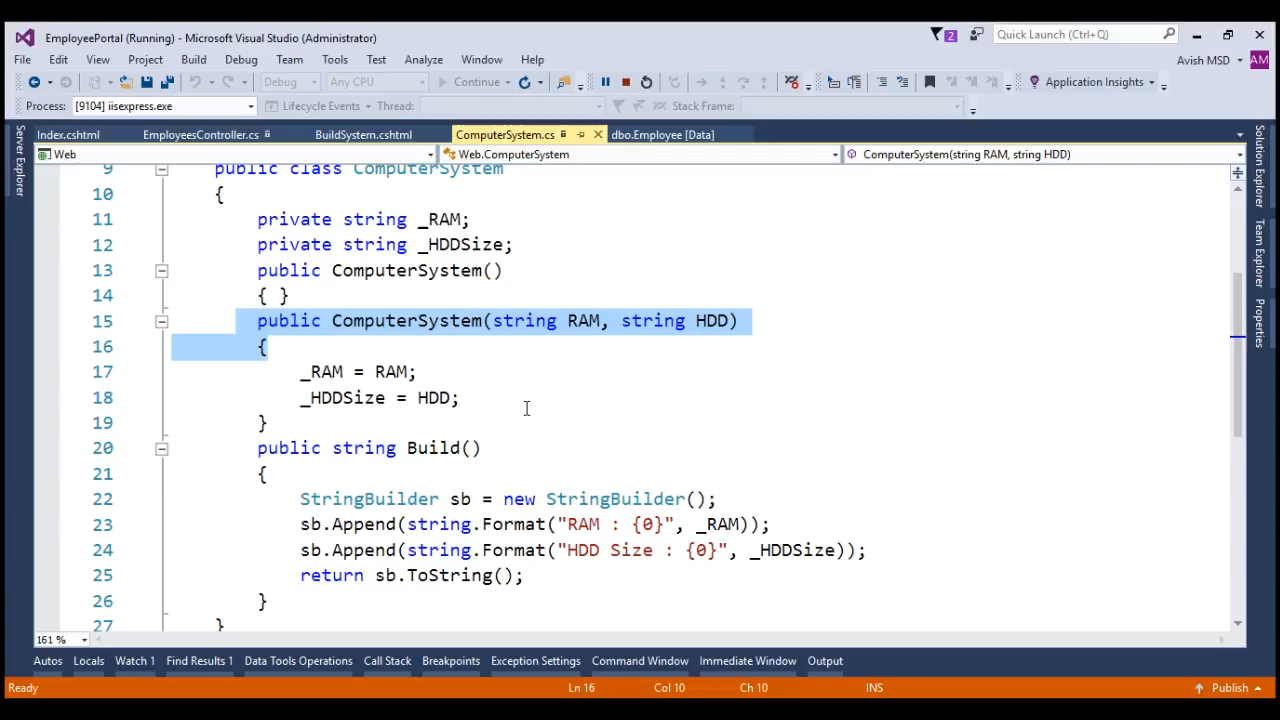 EmployeePortal (Running) - Microsoft Visual Studio (Administrator)
2
Quick Launch (Ctrl+Q)
File Edit View Project Build Debug Team Tools Test Analyze Window Help
Avish MSD AM
Debug Any CPU Continue Application Insights
Process: [9104] iisexpress.exe Lifecycle Events Thread: Stack Frame:
Index.cshtml EmployeesController.cs BuildSystem.cshtml ComputerSystem.cs dbo.Employee [Data]
Web Web.ComputerSystem ComputerSystem(string RAM, string HDD)
Server Explorer
Solution Explorer
Team Explorer
Properties
9 public class ComputerSystem
10 {
11 private string _RAM;
12 private string _HDDSize;
13 public ComputerSystem()
14 { }
15 public ComputerSystem(string RAM, string HDD)
16 {
17 _RAM = RAM;
18 _HDDSize = HDD;
19 }
20 public string Build()
21 {
22 StringBuilder sb = new StringBuilder();
23 sb.Append(string.Format("RAM : {0}", _RAM));
24 sb.Append(string.Format("HDD Size : {0}", _HDDSize));
25 return sb.ToString();
26 }
27 }
161 %
Autos Locals Watch 1 Find Results 1 Data Tools Operations Call Stack Breakpoints Exception Settings Command Window Immediate Window Output
Ready Ln 16 Col 10 Ch 10 INS Publish